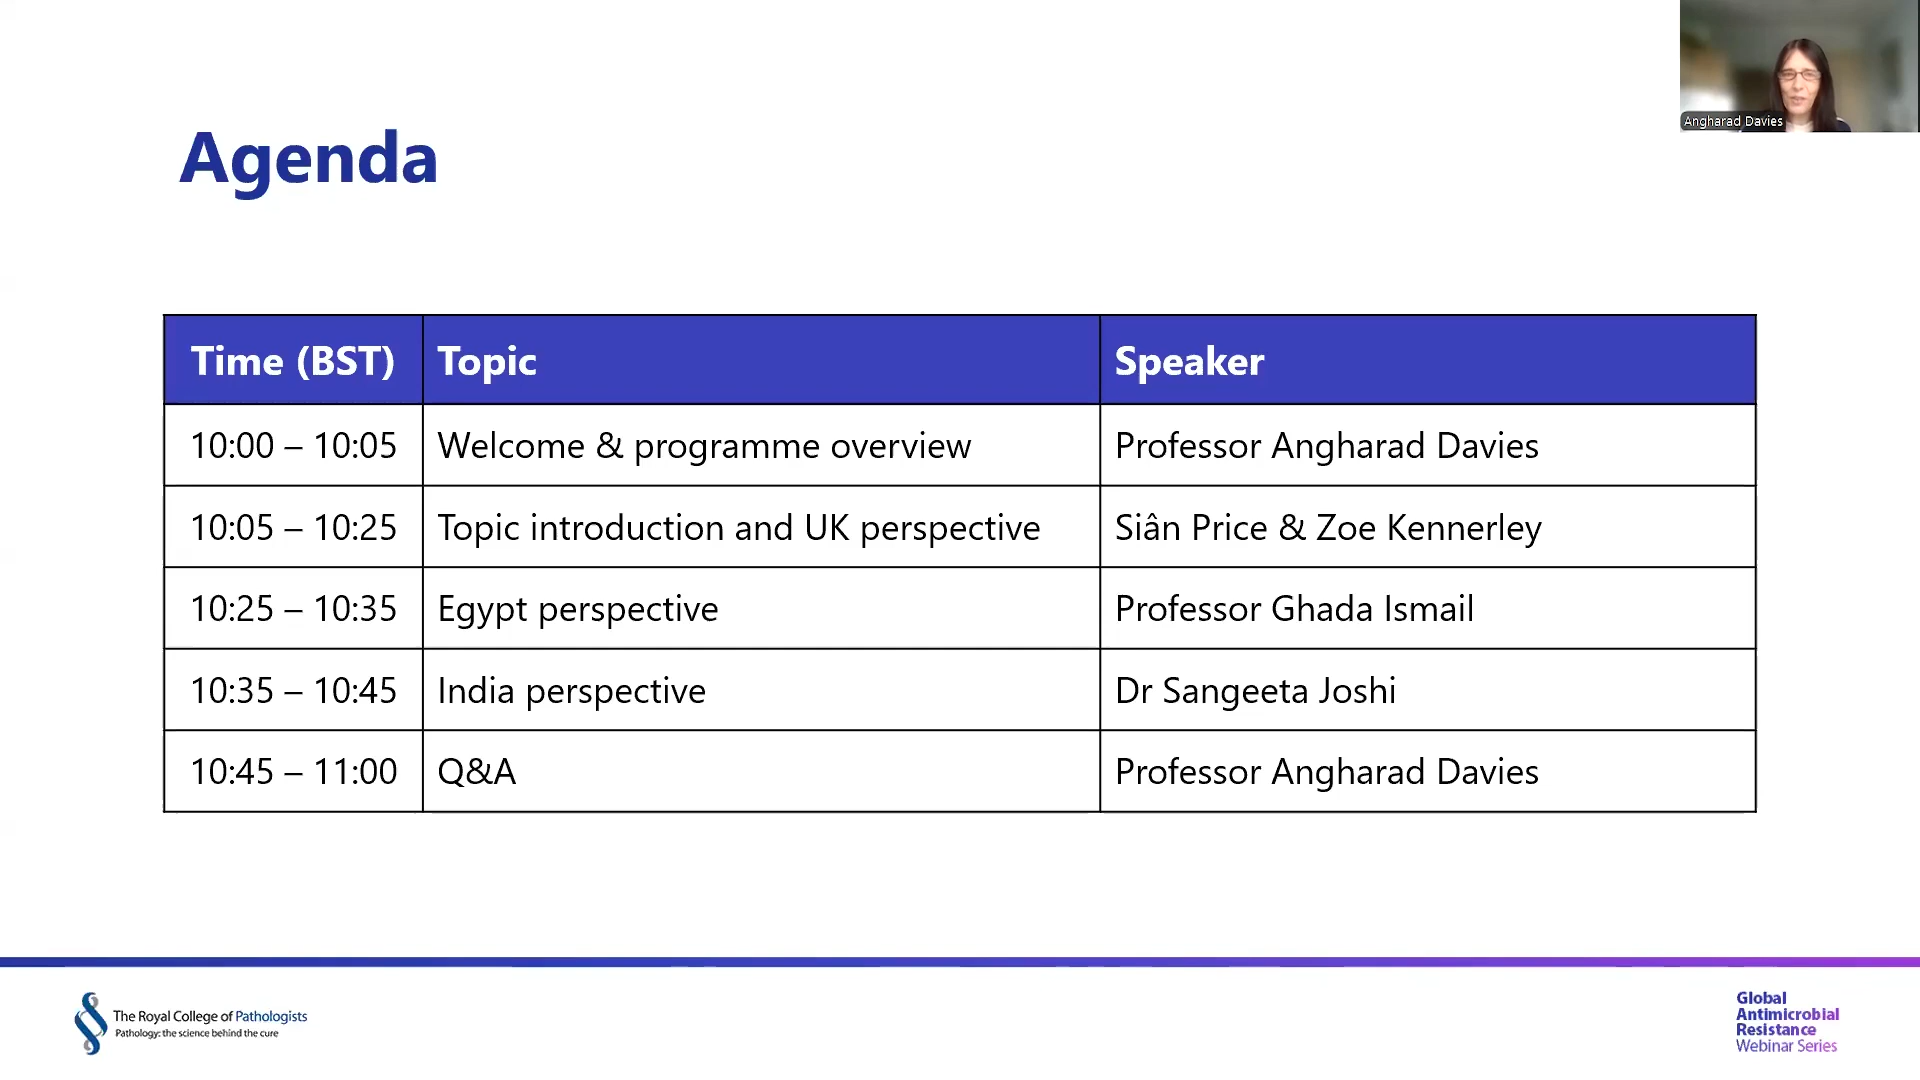 Angharad Davies
Agenda
Time (BST) Topic Speaker
10:00 – 10:05 Welcome & programme overview Professor Angharad Davies
10:05 – 10:25 Topic introduction and UK perspective Siân Price & Zoe Kennerley
10:25 – 10:35 Egypt perspective Professor Ghada Ismail
10:35 – 10:45 India perspective Dr Sangeeta Joshi
10:45 – 11:00 Q&A Professor Angharad Davies
The Royal College of Pathologists
Pathology: the science behind the cure
Global
Antimicrobial
Resistance
Webinar Series